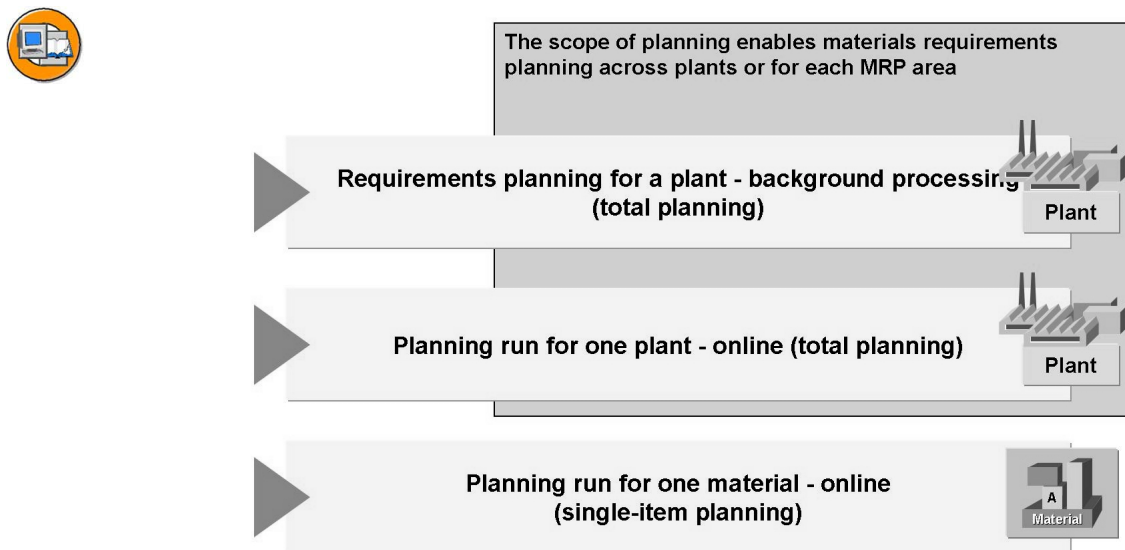 The scope of planning enables materials requirements
planning across plants or for each MRP area
Requirements planning for a plant - background processing
(total planning)
Plant
Planning run for one plant - online (total planning)
Plant
Planning run for one material - online
(single-item planning)
A
Material